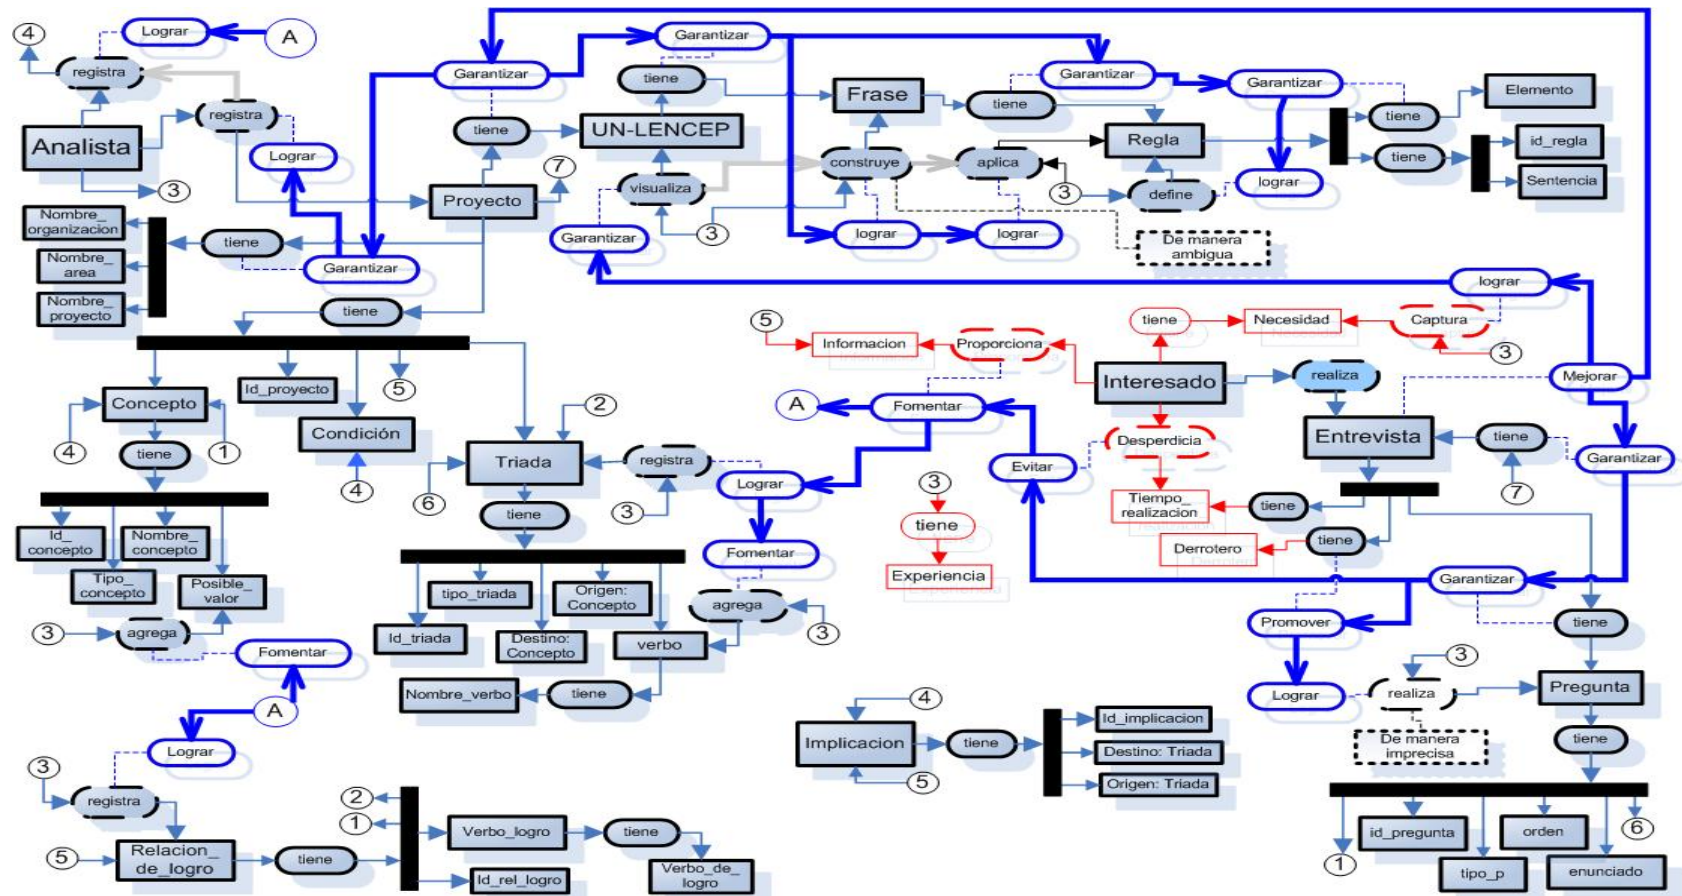 4
Lograr
A
registra
registra
Analista
Lograr
3
Nombre_
organizacion
Nombre_
area
Nombre_
proyecto
tiene
Garantizar
Garantizar
tiene
Proyecto
7
Garantizar
tiene
UN-LENCEP
visualiza
Garantizar
3
Frase
tiene
Garantizar
Garantizar
construye
aplica
3
Regla
define
lograr
lograr
lograr
De manera
ambigua
tiene
Elemento
tiene
id_regla
Sentencia
tiene
Concepto
4
1
tiene
Id_proyecto
5
Condición
4
Id_
concepto
Nombre_
concepto
Tipo_
concepto
Posible_
valor
3
agrega
Fomentar
A
Lograr
3
registra
5
Relacion_
de_logro
tiene
2
1
Verbo_logro
tiene
Verbo_de_
logro
Id_rel_logro
2
Triada
6
registra
3
Lograr
tiene
Fomentar
tipo_triada
Origen:
Concepto
Id_triada
Destino:
Concepto
verbo
agrega
3
Nombre_verbo
tiene
5
Informacion
Proporciona
tiene
Necesidad
Captura
lograr
3
Interesado
realiza
Mejorar
A
Fomentar
Desperdicia
Evitar
Entrevista
tiene
Garantizar
7
3
tiene
Experiencia
Tiempo_
realizacion
tiene
Derrotero
tiene
Garantizar
Promover
tiene
3
Lograr
realiza
Pregunta
De manera
imprecisa
tiene
4
Implicacion
5
tiene
Id_implicacion
Destino: Triada
Origen: Triada
1
id_pregunta
tipo_p
orden
enunciado
6